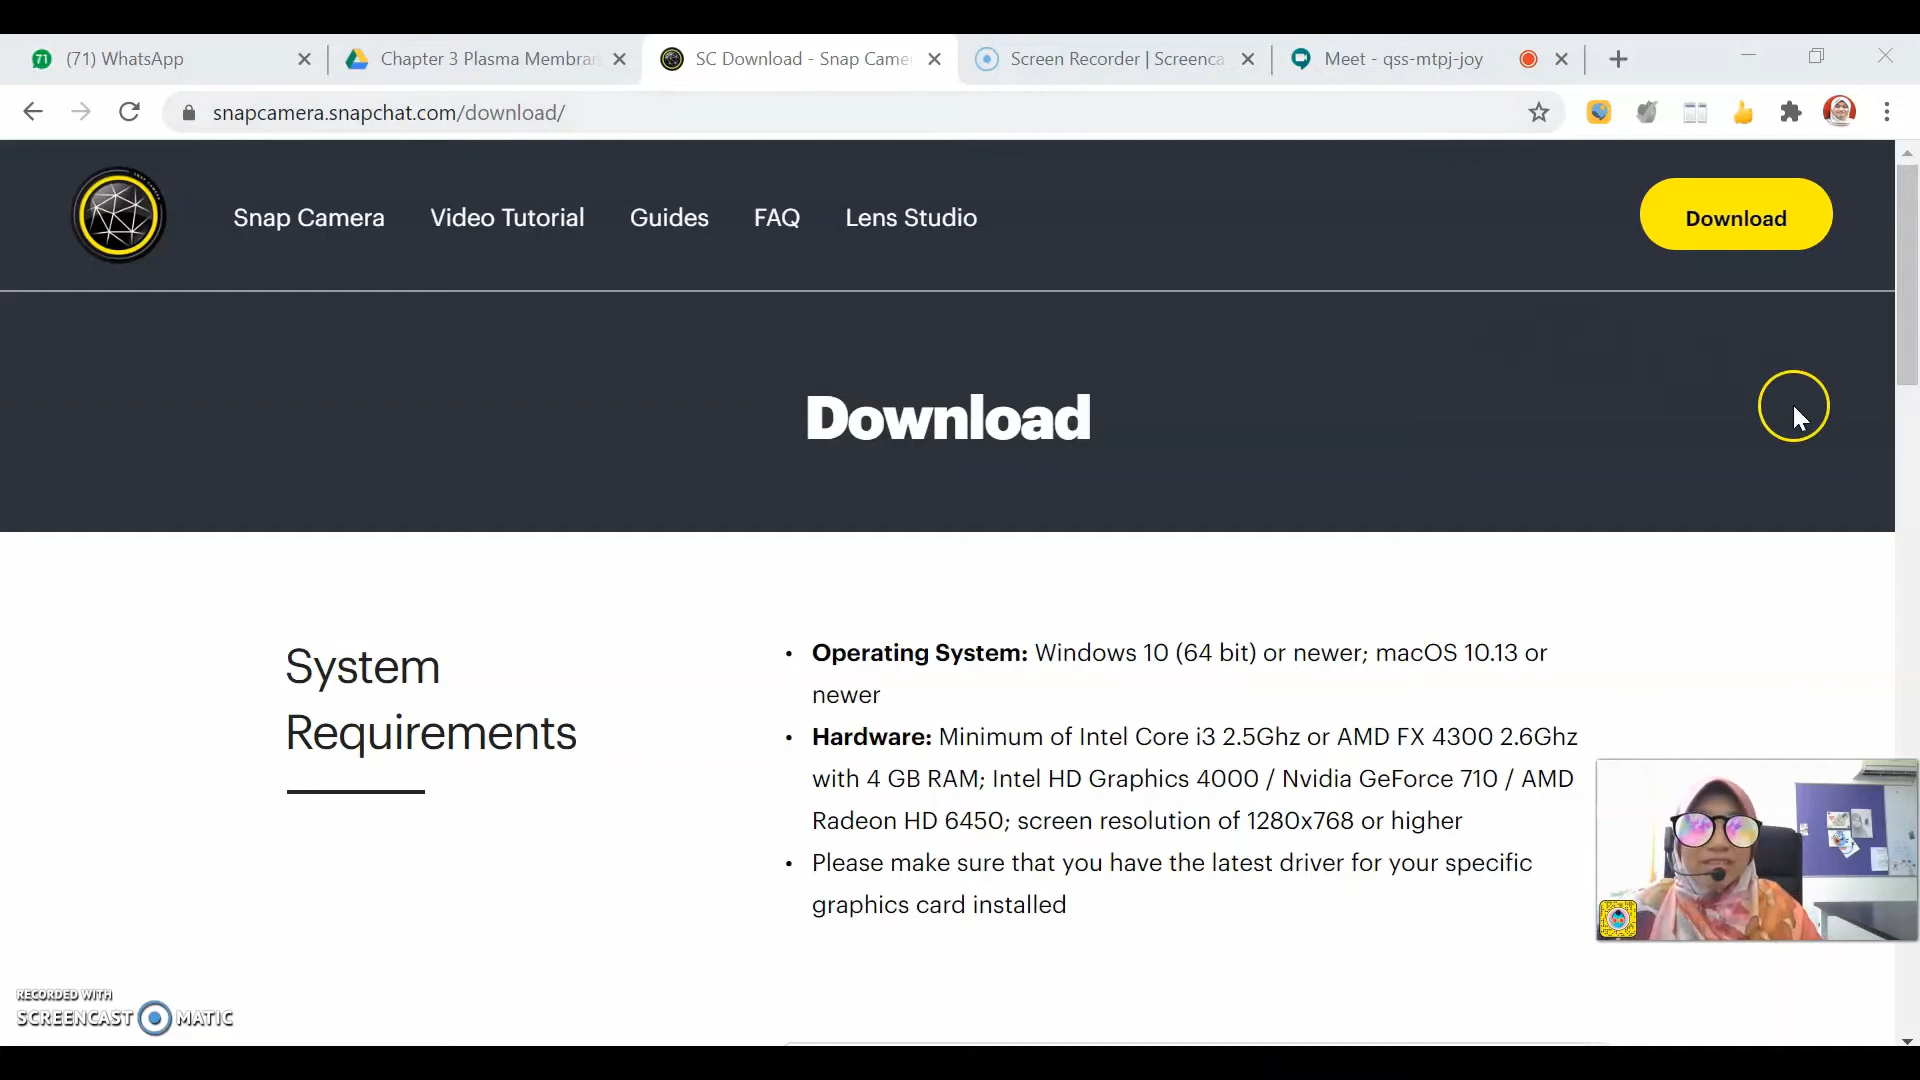 71 (71) WhatsApp
Chapter 3 Plasma Membran
SC Download - Snap Came
Screen Recorder | Screenca
Meet - qss-mtpj-joy
snapcamera.snapchat.com/download/
Snap Camera
Video Tutorial
Guides
FAQ
Lens Studio
Download
Download
System
Requirements
• Operating System: Windows 10 (64 bit) or newer; macOS 10.13 or
newer
• Hardware: Minimum of Intel Core i3 2.5Ghz or AMD FX 4300 2.6Ghz
with 4 GB RAM; Intel HD Graphics 4000 / Nvidia GeForce 710 / AMD
Radeon HD 6450; screen resolution of 1280x768 or higher
• Please make sure that you have the latest driver for your specific
graphics card installed
RECORDED WITH
SCREENCAST MATIC